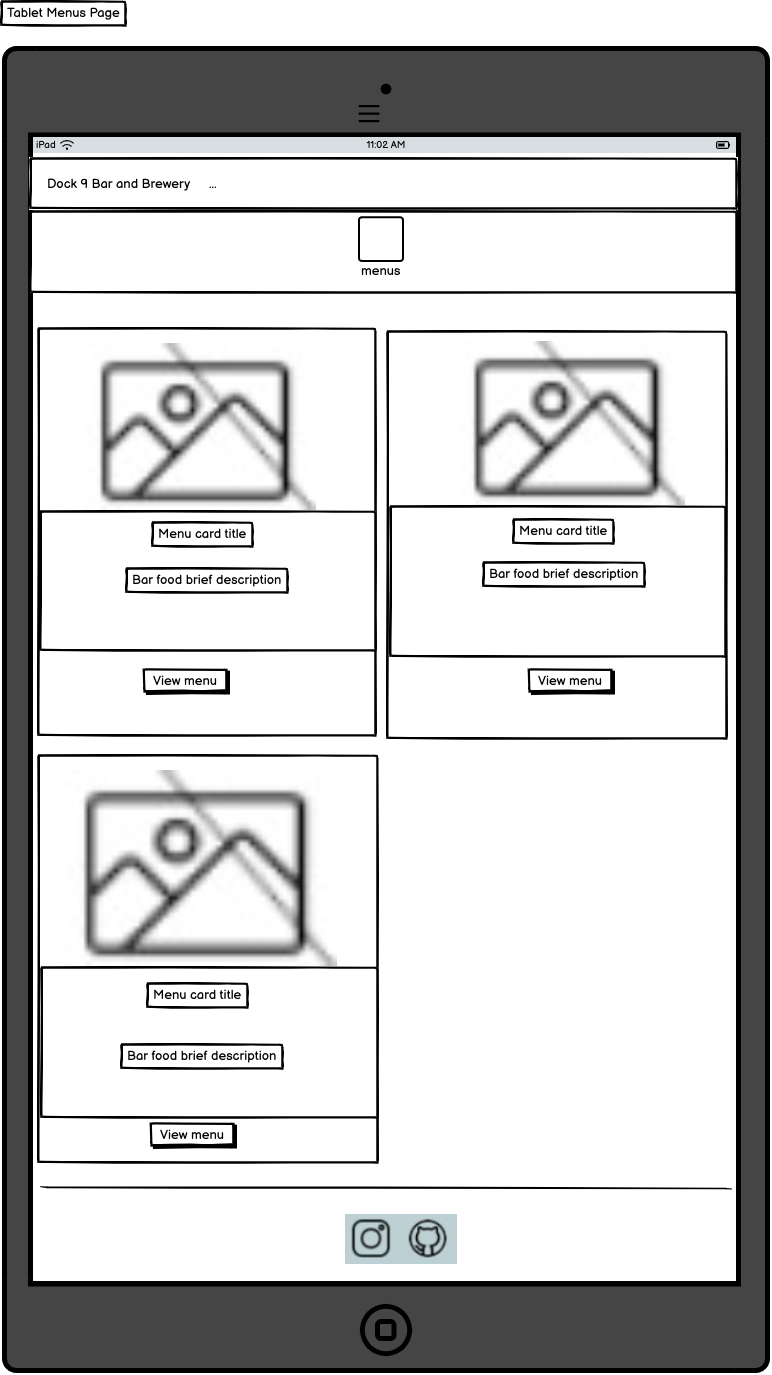 Tablet Menus Page
iPad
11:02 AM
Dock 9 Bar and Brewery ...
menus
Menu card title
Bar food brief description
View menu
Menu card title
Bar food brief description
View menu
Menu card title
Bar food brief description
View menu